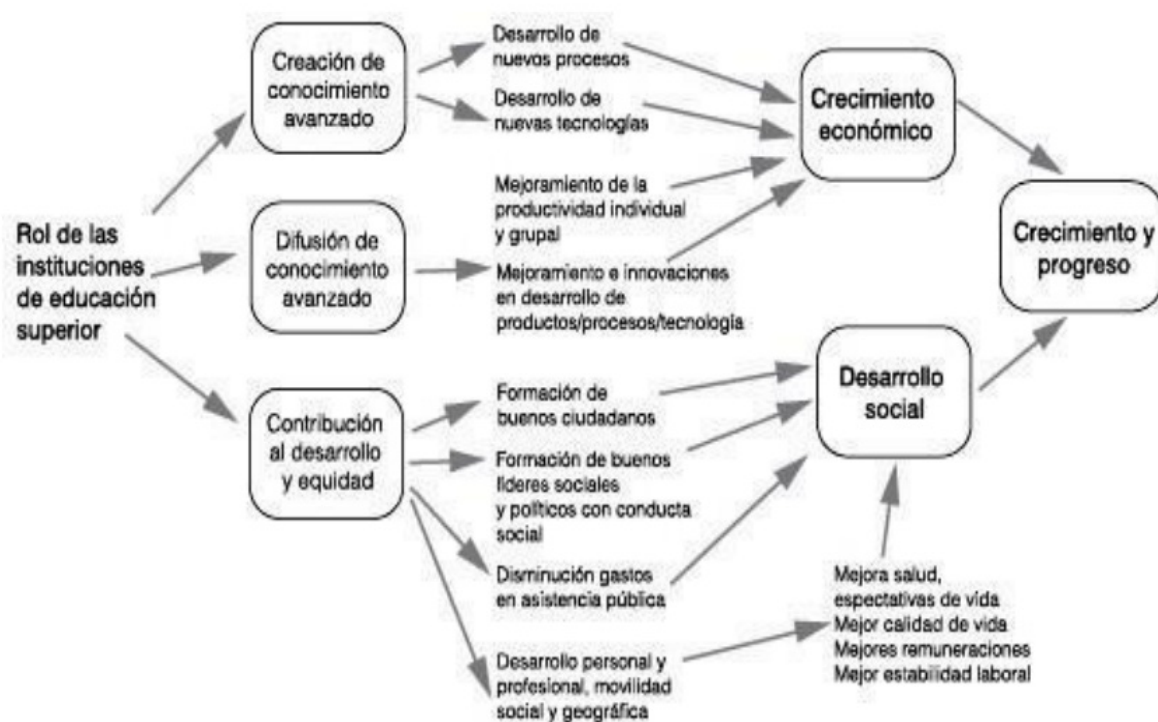 Rol de las
instituciones
de educación
superior
Creación de
conocimiento
avanzado
Difusión de
conocimiento
avanzado
Contribución
al desarrollo
y equidad
Desarrollo de
nuevos procesos
Desarrollo de
nuevas tecnologías
Mejoramiento de la
productividad individual
y grupal
Mejoramiento e innovaciones
en desarrollo de
productos/procesos/tecnología
Formación de
buenos ciudadanos
Formación de buenos
líderes sociales
y políticos con conducta
social
Disminución gastos
en asistencia pública
Desarrollo personal y
profesional, movilidad
social y geográfica
Crecimiento
económico
Desarrollo
social
Mejora salud,
espectativas de vida
Mejor calidad de vida
Mejores remuneraciones
Mejor estabilidad laboral
Crecimiento y
progreso